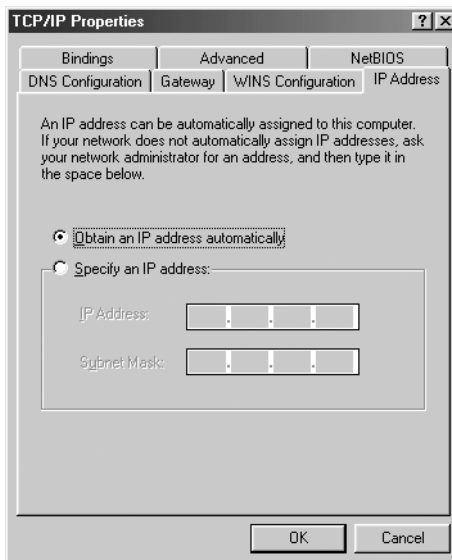 TCP/IP Properties
Bindings Advanced NetBIOS
DNS Configuration Gateway WINS Configuration IP Address
An IP address can be automatically assigned to this computer.
If your network does not automatically assign IP addresses, ask
your network administrator for an address, and then type it in
the space below.
Obtain an IP address automatically
Specify an IP address:
IP Address:
Subnet Mask:
OK Cancel